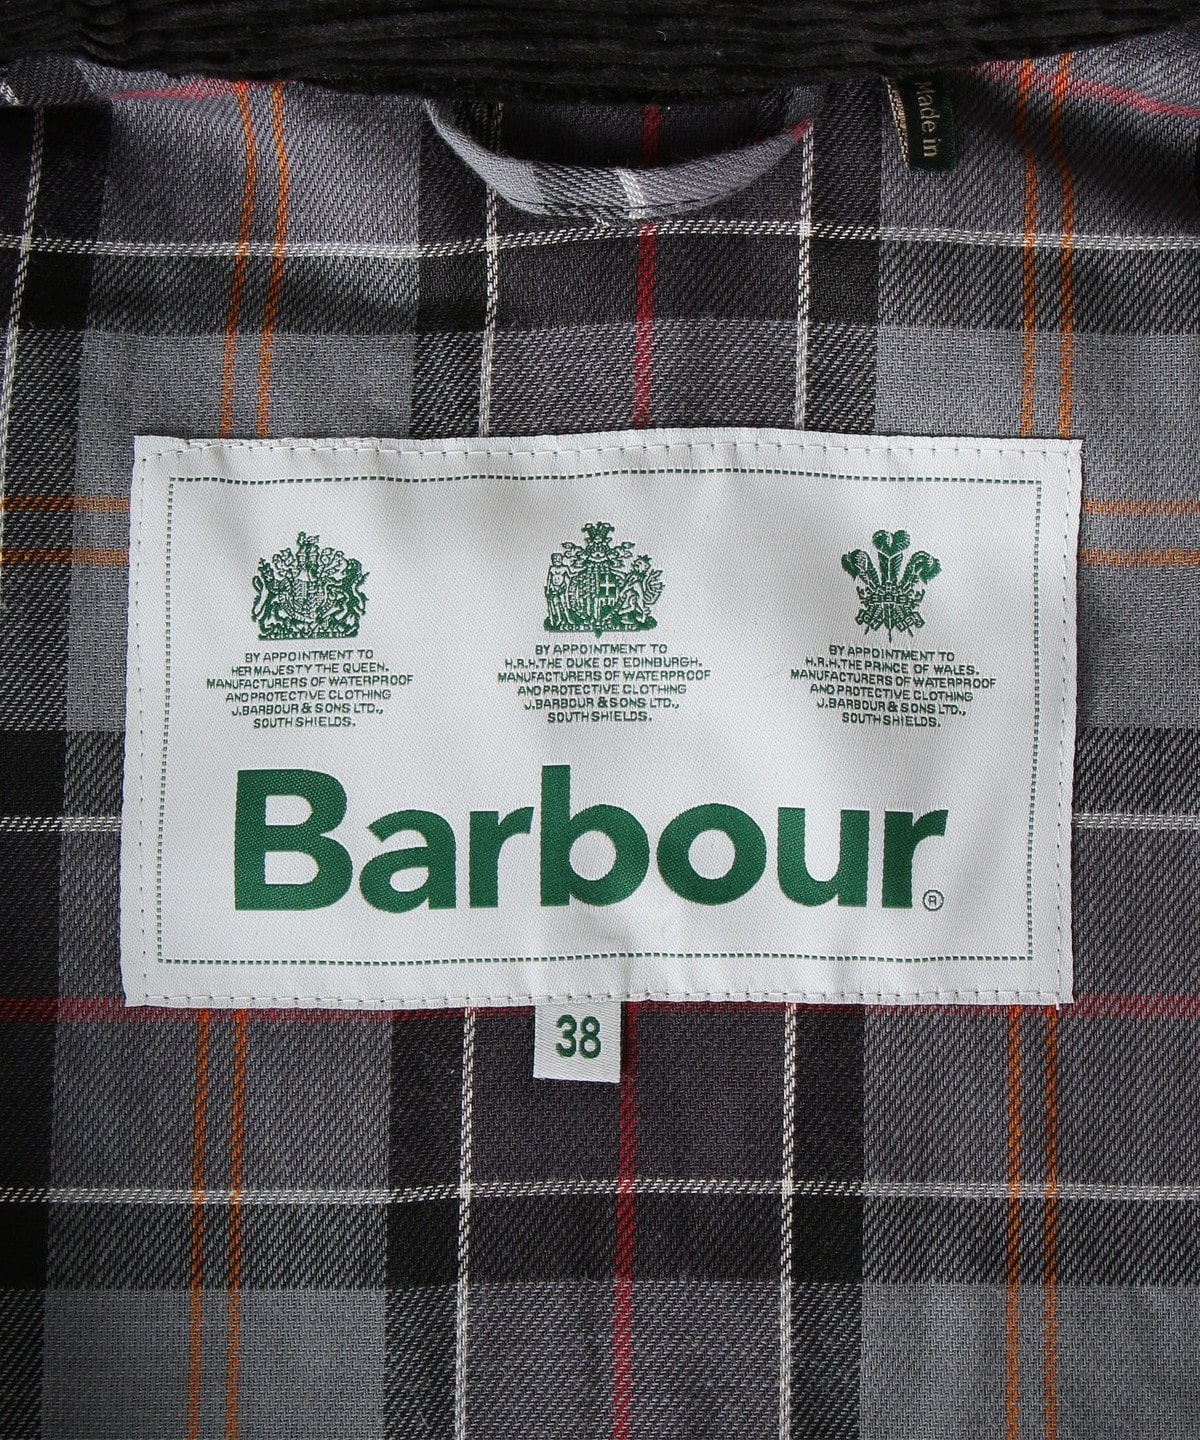 Made in
BY APPOINTMENT TO
HER MAJESTY THE QUEEN.
MANUFACTURERS OF WATERPROOF
AND PROTECTIVE CLOTHING
J.BARBOUR & SONS LTD.,
SOUTH SHIELDS.
BY APPOINTMENT TO
H.R.H.THE DUKE OF EDINBURGH.
MANUFACTURERS OF WATERPROOF
AND PROTECTIVE CLOTHING
J.BARBOUR & SONS LTD.,
SOUTH SHIELDS.
BY APPOINTMENT TO
H.R.H.THE PRINCE OF WALES.
MANUFACTURERS OF WATERPROOF
AND PROTECTIVE CLOTHING
J.BARBOUR & SONS LTD.,
SOUTH SHIELDS.
Barbour®
38